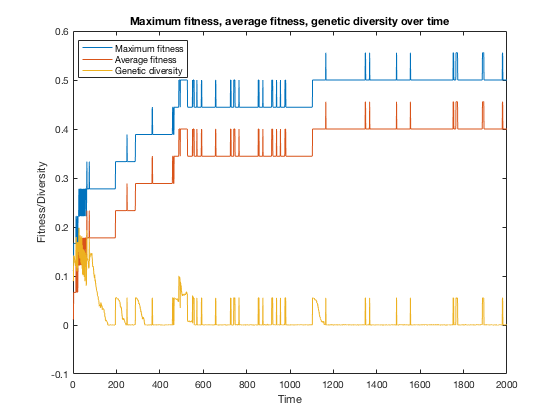 Maximum fitness, average fitness, genetic diversity over time
0.6
0.5
0.4
0.3
0.2
0.1
0
-0.1
Fitness/Diversity
Maximum fitness
Average fitness
Genetic diversity
0 200 400 600 800 1000 1200 1400 1600 1800 2000
Time